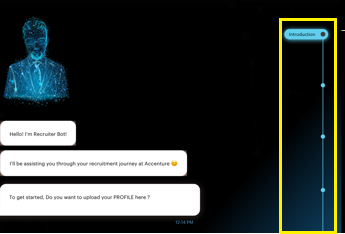 Introduction
Hello! I'm Recruiter Bot!
I'll be assisting you through your recruitment journey at Accenture 😊
To get started, Do you want to upload your PROFILE here ?
12:14 PM